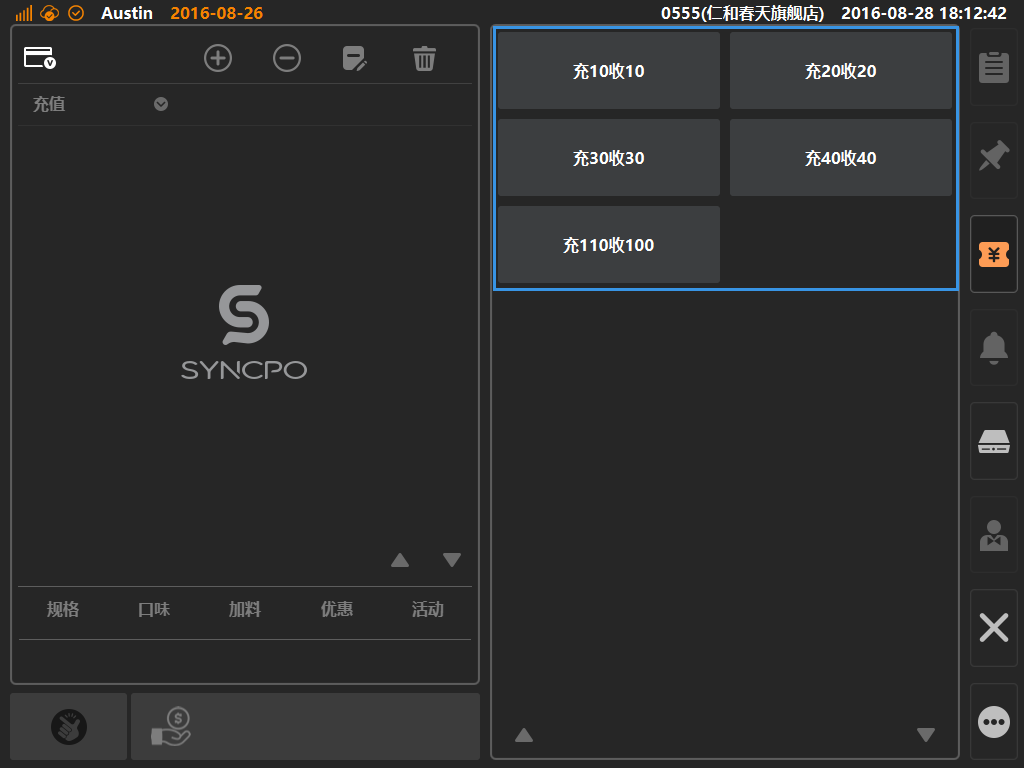 Austin 2016-08-26 0555(仁和春天旗舰店) 2016-08-28 18:12:42
V
充值
SYNCPO
规格 口味 加料 优惠 活动
$
充10收10 充20收20
充30收30 充40收40
充110收100
¥